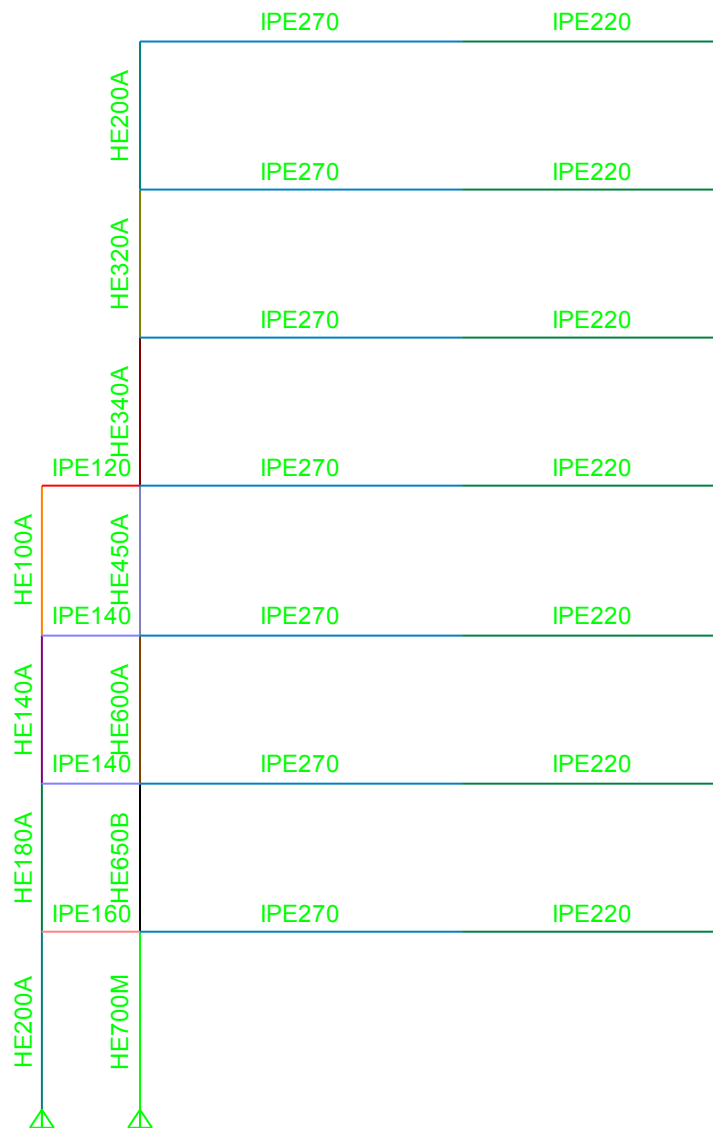 IPE270 IPE220
HE200A
IPE270 IPE220
HE320A
IPE270 IPE220
HE340A
IPE120 IPE270 IPE220
HE100A HE450A
IPE140 IPE270 IPE220
HE140A HE600A
IPE140 IPE270 IPE220
HE180A HE650B
IPE160 IPE270 IPE220
HE200A HE700M